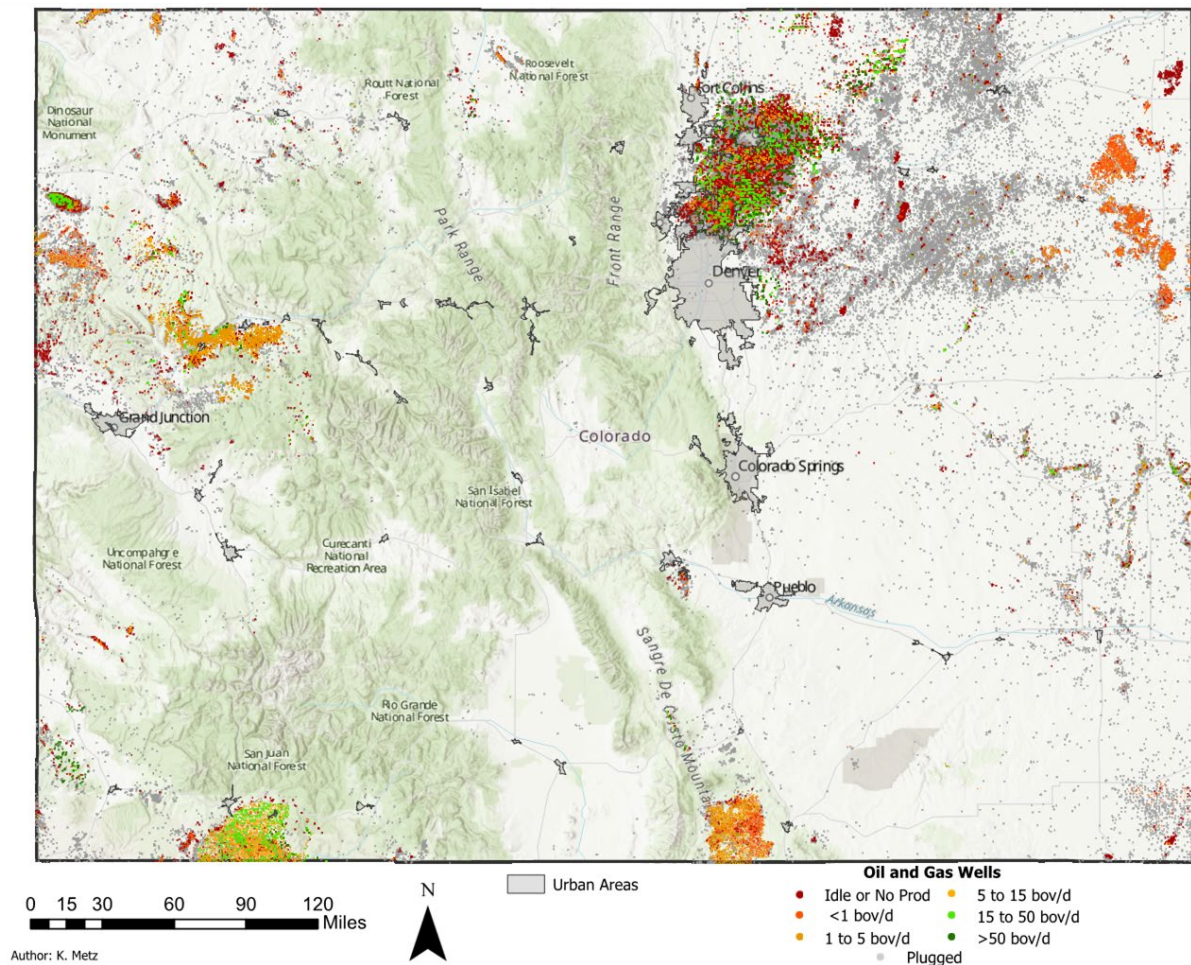 Roosevelt
National Forest
Routt National
Forest
Fort Collins
Dinosaur
National
Monument
Park Range
Front Range
Denver
Grand Junction
Colorado
Colorado Springs
San Isabel
National Forest
Uncompahgre
National Forest
Curecanti
National
Recreation Area
Pueblo
Arkansas
Sangre De Cristo Mounta
Rio Grande
National Forest
San Juan
National Forest
N
Urban Areas
Oil and Gas Wells
Idle or No Prod
5 to 15 bov/d
<1 bov/d
15 to 50 bov/d
1 to 5 bov/d
>50 bov/d
Plugged
0 15 30 60 90 120
Miles
Author: K. Metz